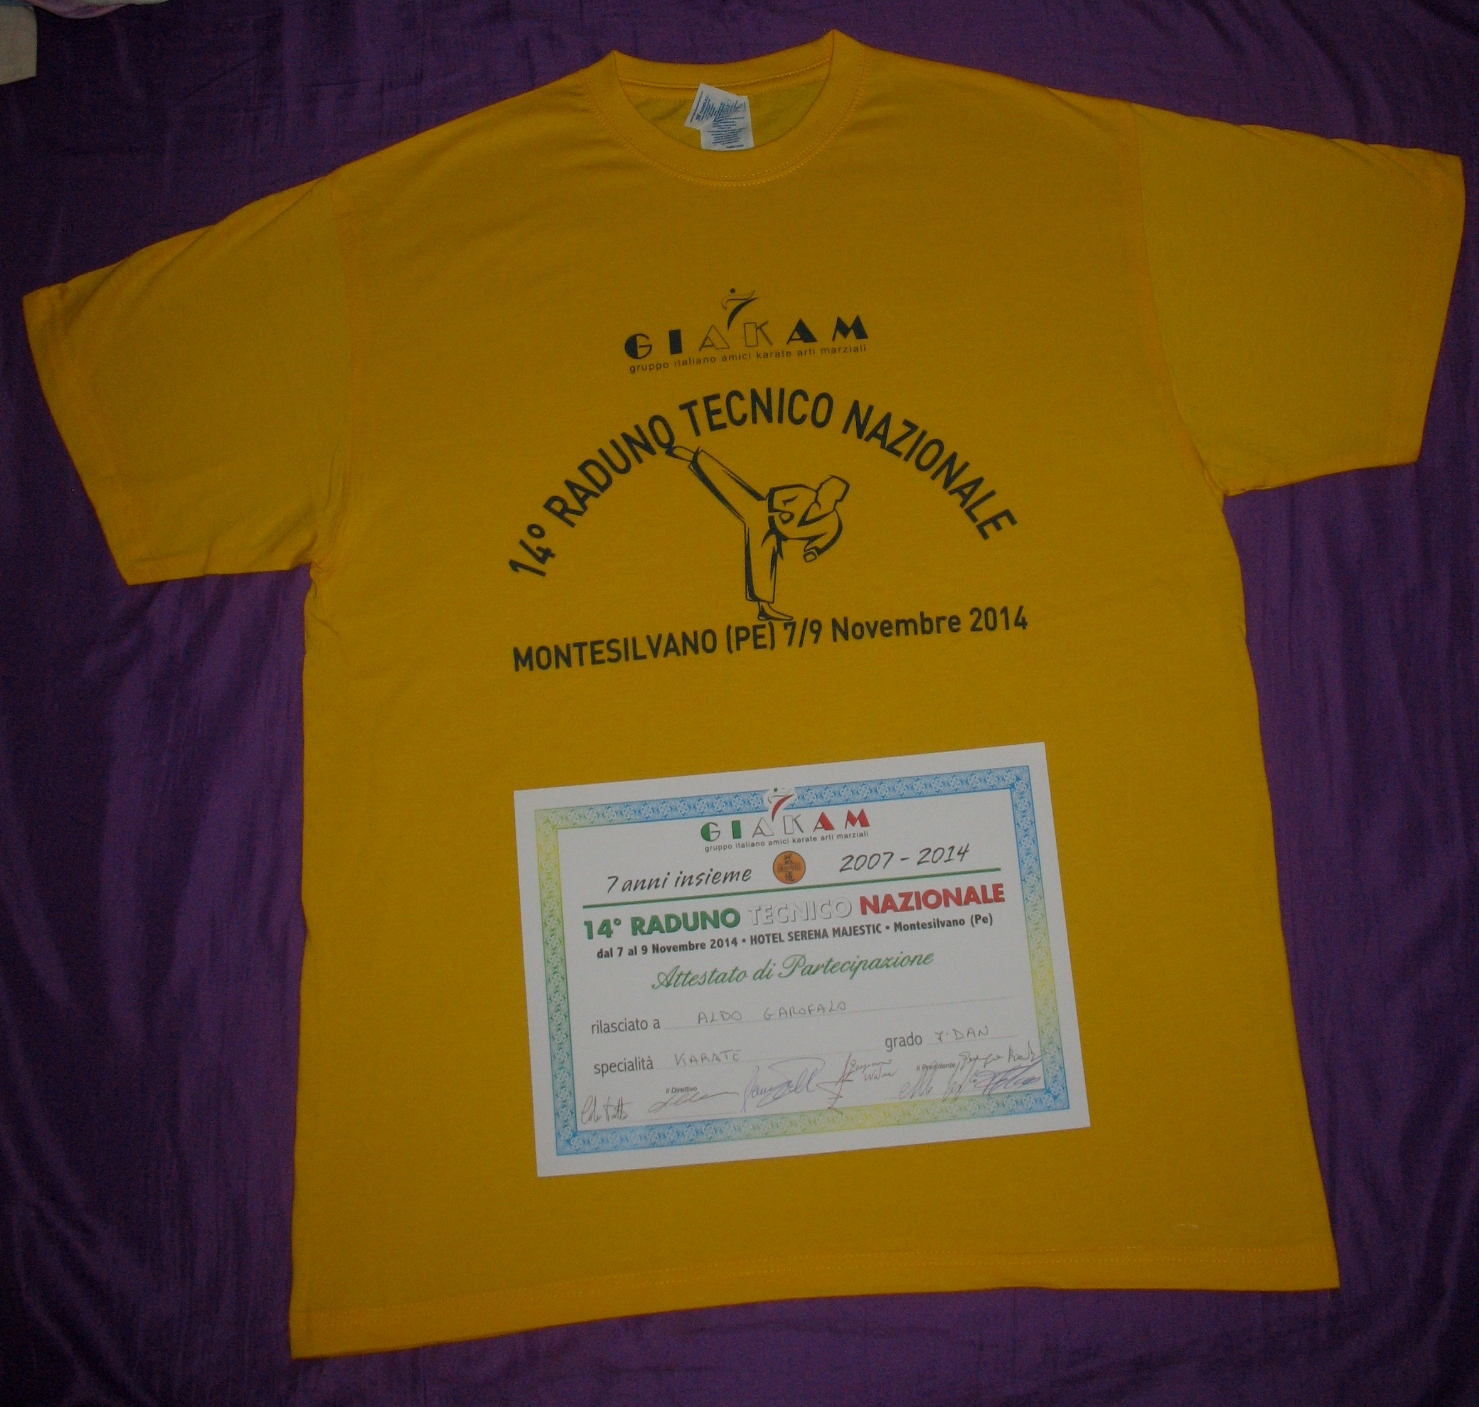 GIAKAM
gruppo italiano amici karate arti marziali
14° RADUNO TECNICO NAZIONALE
MONTESILVANO (PE) 7/9 Novembre 2014
GIAKAM
gruppo italiano amici karate arti marziali
7 anni insieme 2007 - 2014
14° RADUNO TECNICO NAZIONALE
dal 7 al 9 Novembre 2014 • HOTEL SERENA MAJESTIC • Montesilvano (Pe)
Attestato di Partecipazione
rilasciato a ALDO GAROFALO
specialità KARATE grado 7° DAN
Il Direttivo Il Presidente